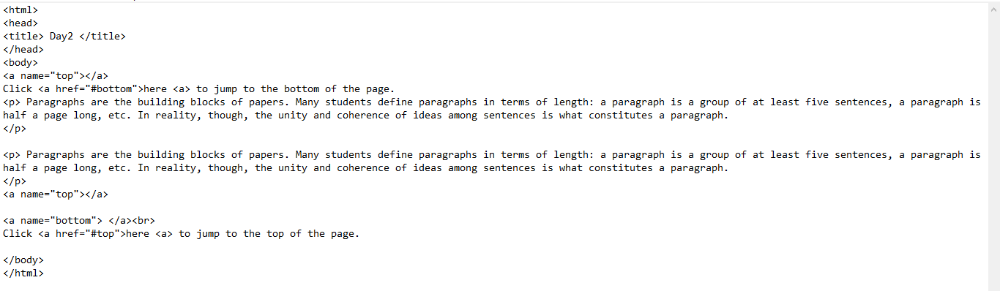 <html>
<head>
<title> Day2 </title>
</head>
<body>
<a name="top"></a>
Click <a href="#bottom">here <a> to jump to the bottom of the page.
<p> Paragraphs are the building blocks of papers. Many students define paragraphs in terms of length: a paragraph is a group of at least five sentences, a paragraph is
half a page long, etc. In reality, though, the unity and coherence of ideas among sentences is what constitutes a paragraph.
</p>

<p> Paragraphs are the building blocks of papers. Many students define paragraphs in terms of length: a paragraph is a group of at least five sentences, a paragraph is
half a page long, etc. In reality, though, the unity and coherence of ideas among sentences is what constitutes a paragraph.
</p>
<a name="top"></a>

<a name="bottom"> </a><br>
Click <a href="#top">here <a> to jump to the top of the page.

</body>
</html>